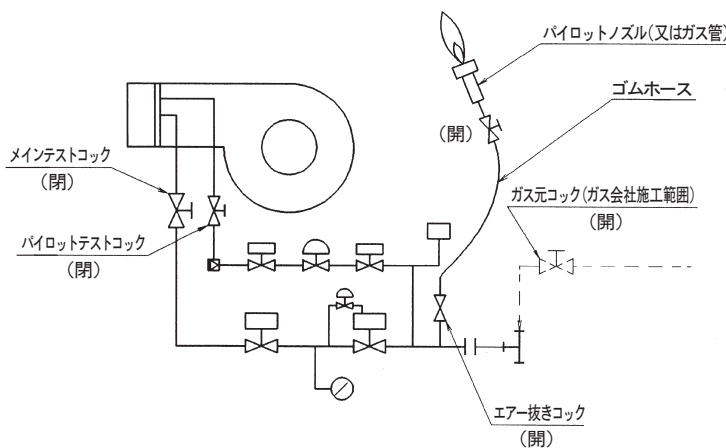 パイロットノズル(又はガス管)
ゴムホース
(開)
メインテストコック
(閉)
ガス元コック(ガス会社施工範囲)
(開)
パイロットテストコック
(閉)
エアー抜きコック
(開)